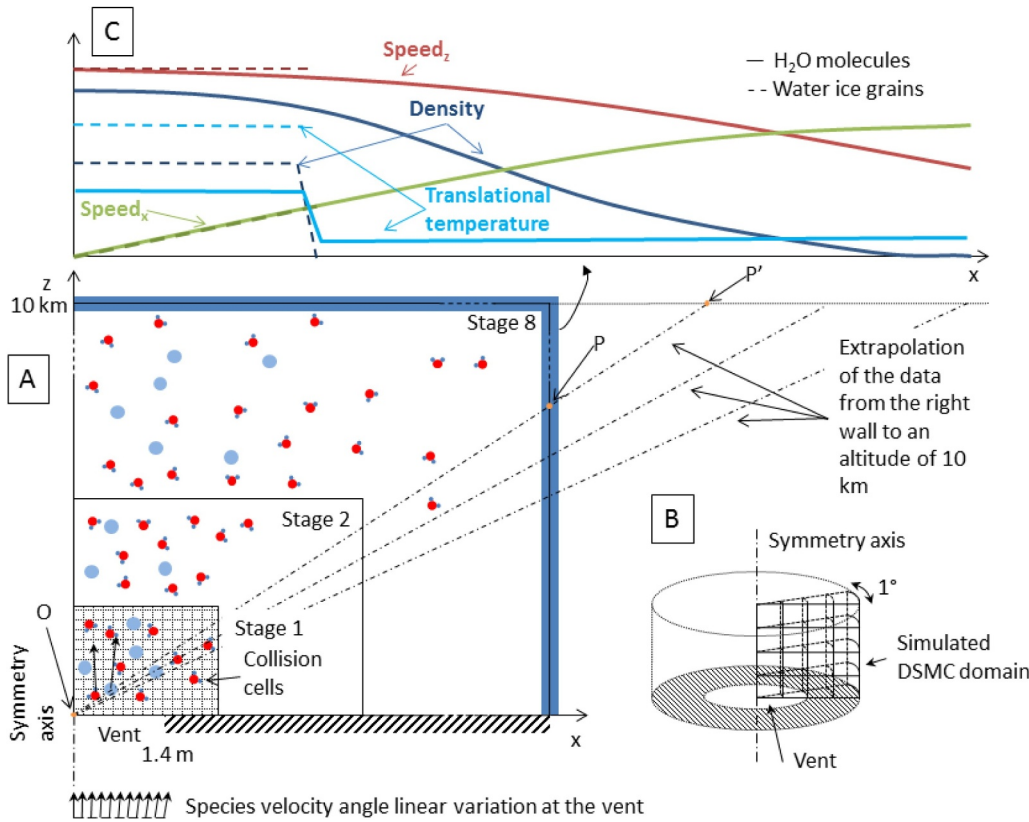 C
Speed_z
— H₂O molecules
-- Water ice grains
Density
Translational
temperature
Speed_x
x
z
10 km
P'
Stage 8
P
A
Extrapolation
of the data
from the right
wall to an
altitude of 10
km
Stage 2
B
Symmetry axis
1°
O
Stage 1
Collision
cells
Simulated
DSMC domain
Symmetry
axis
Vent
1.4 m
x
Vent
Species velocity angle linear variation at the vent